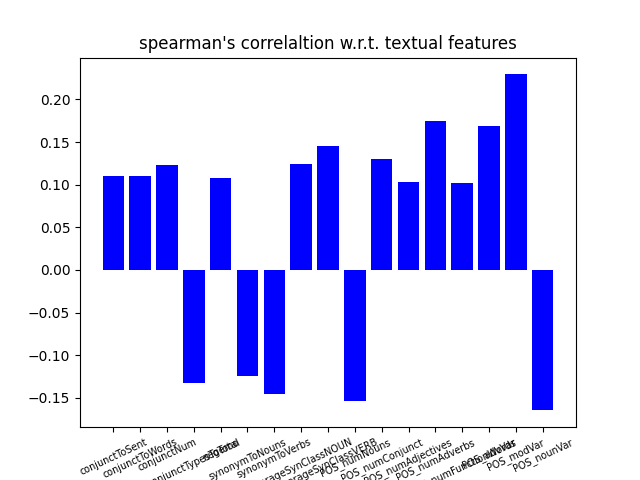 spearman's correlaltion w.r.t. textual features
0.20
0.15
0.10
0.05
0.00
−0.05
−0.10
−0.15
conjunctToSent
conjunctToWords
conjunctNum
synonymToNouns
synonymToVerbs
POS_numNouns
POS_numConjunct
POS_numAdjectives
POS_numAdverbs
POS_modVar
POS_nounVar